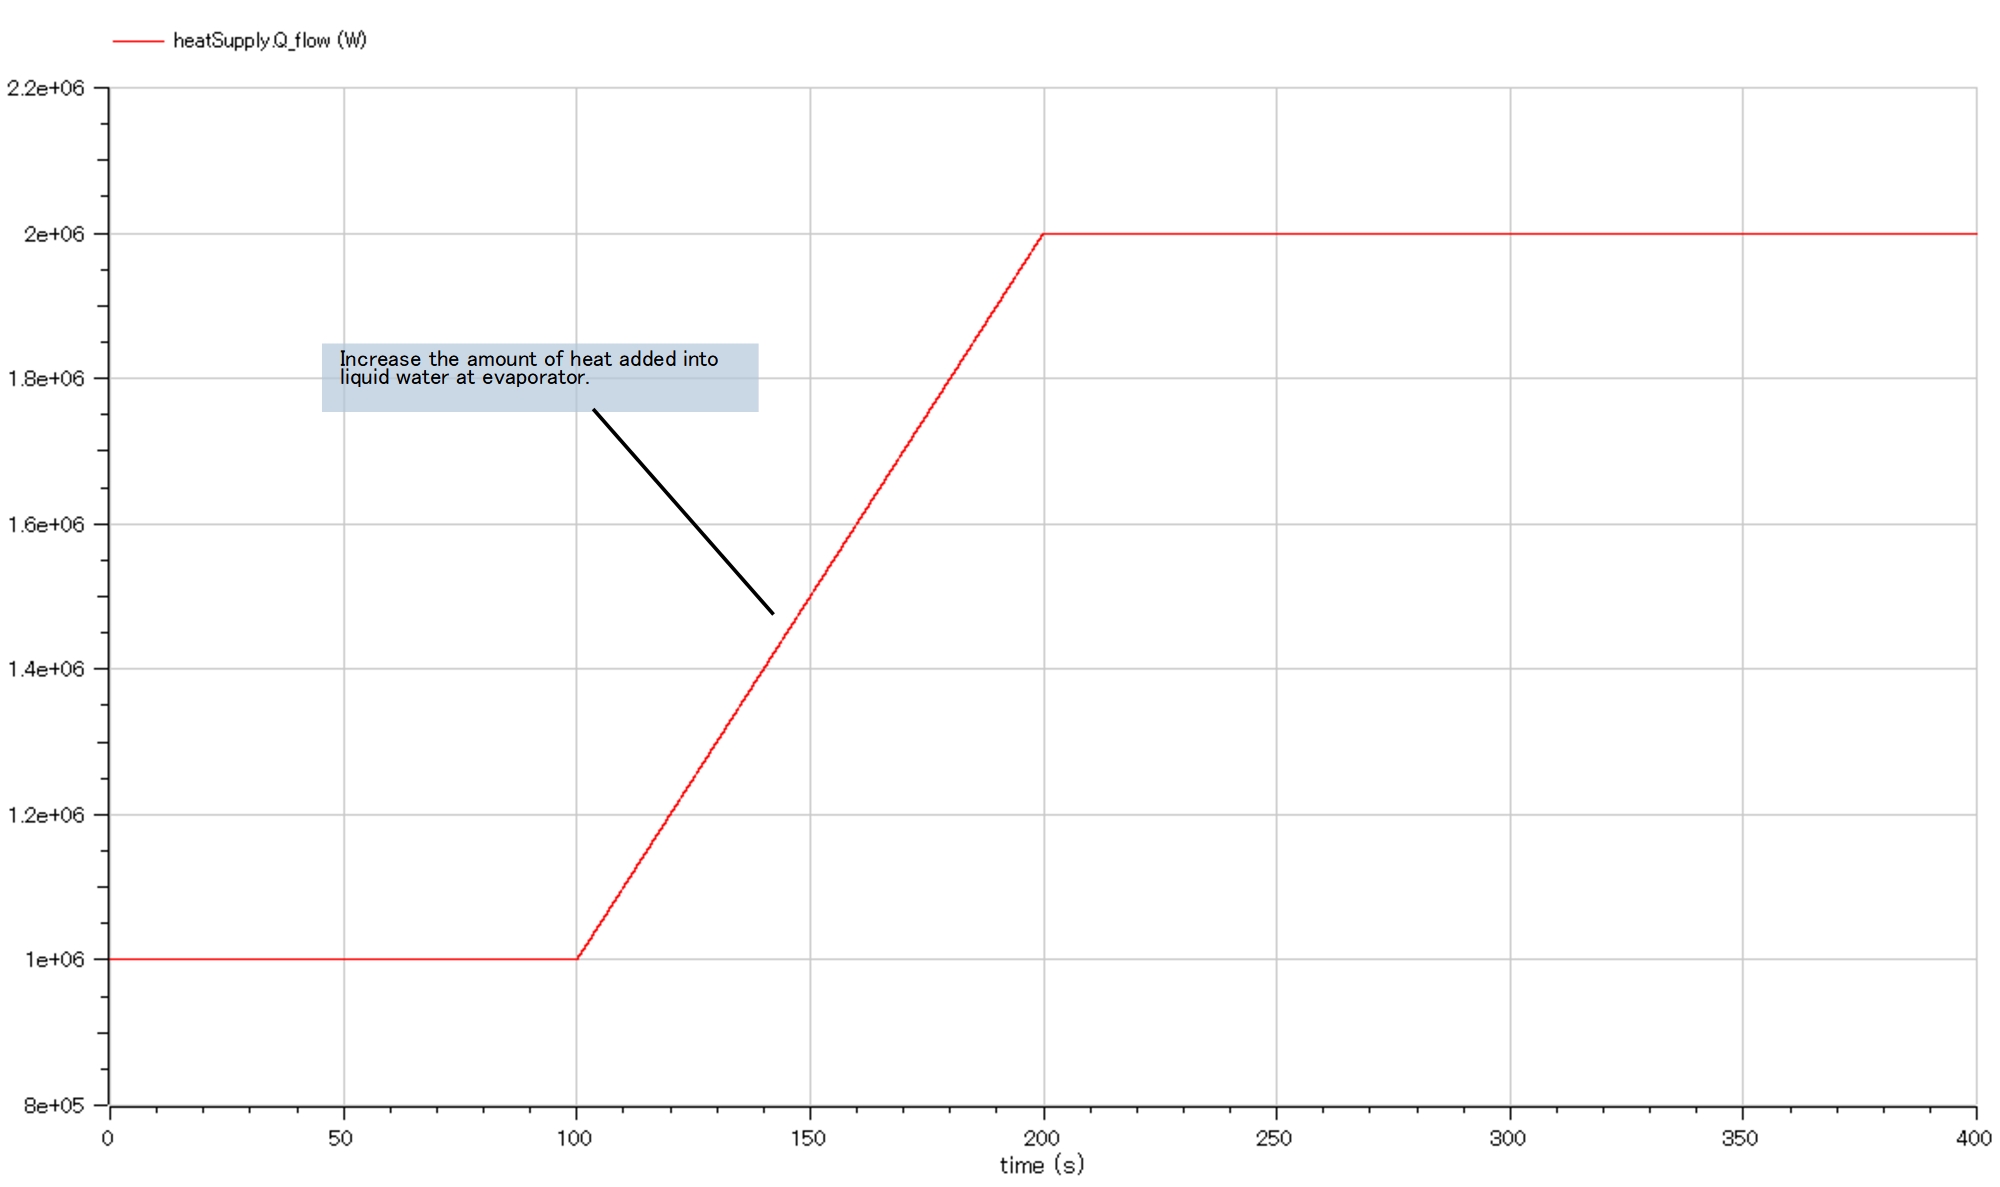 heatSupply.Q_flow (W)
2.2e+06
2e+06
1.8e+06
1.6e+06
1.4e+06
1.2e+06
1e+06
8e+05
Increase the amount of heat added into
liquid water at evaporator.
0 50 100 150 200 250 300 350 400
time (s)